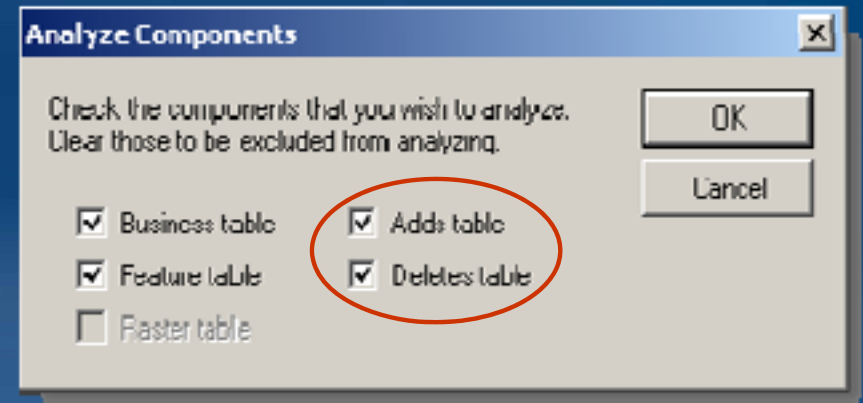 Analyze Components
Check the components that you wish to analyze.
Clear those to be excluded from analyzing.
OK
Cancel
Business table
Adds table
Feature table
Deletes table
Raster table